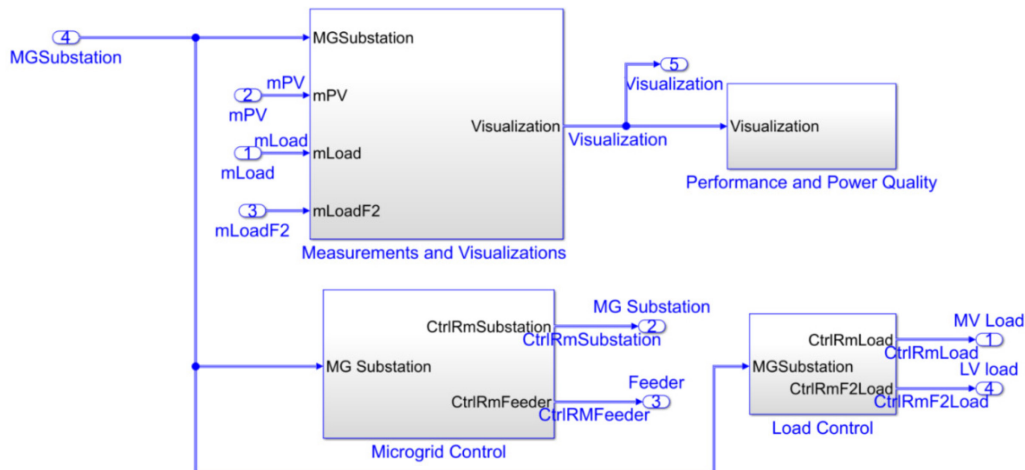 4
MGSubstation
MGSubstation
mPV
2
mPV
mPV
mLoad
1
mLoad
mLoad
3
mLoadF2
mLoadF2
Visualization
Measurements and Visualizations
5
Visualization
Visualization
Visualization
Performance and Power Quality
MG Substation
CtrlRmSubstation
CtrlRmFeeder
Microgrid Control
MG Substation
2
CtrlRmSubstation
Feeder
3
CtrlRMFeeder
MGSubstation
CtrlRmLoad
CtrlRmF2Load
Load Control
MV Load
1
CtrlRmLoad
LV load
4
CtrlRmF2Load